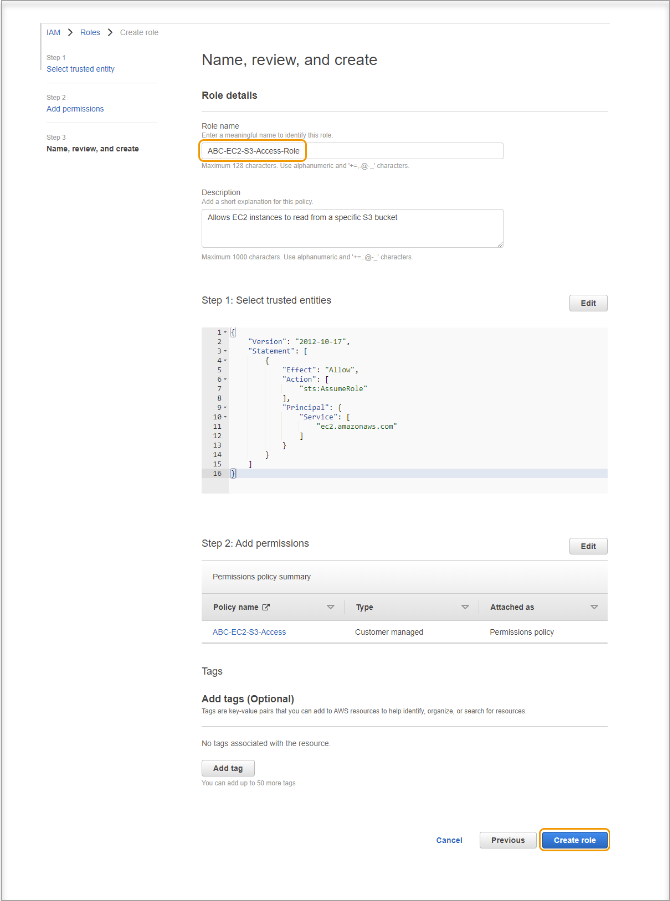 IAM > Roles > Create role
Step 1
Select trusted entity
Step 2
Add permissions
Step 3
Name, review, and create
Name, review, and create
Role details
Role name
Enter a meaningful name to identify this role.
ABC-EC2-S3-Access-Role
Maximum 128 characters. Use alphanumeric and '+=,.@-_' characters.
Description
Add a short explanation for this policy.
Allows EC2 instances to read from a specific S3 bucket
Maximum 1000 characters. Use alphanumeric and '+=,.@-_' characters.
Step 1: Select trusted entities
Edit
1 {
2 "Version": "2012-10-17",
3 "Statement": [
4 {
5 "Effect": "Allow",
6 "Action": [
7 "sts:AssumeRole"
8 ],
9 "Principal": {
10 "Service": [
11 "ec2.amazonaws.com"
12 ]
13 }
14 }
15 ]
16 }
Step 2: Add permissions
Edit
Permissions policy summary
Policy name Type Attached as
ABC-EC2-S3-Access Customer managed Permissions policy
Tags
Add tags (Optional)
Tags are key-value pairs that you can add to AWS resources to help identify, organize, or search for resources.
No tags associated with the resource.
Add tag
You can add up to 50 more tags
Cancel Previous Create role